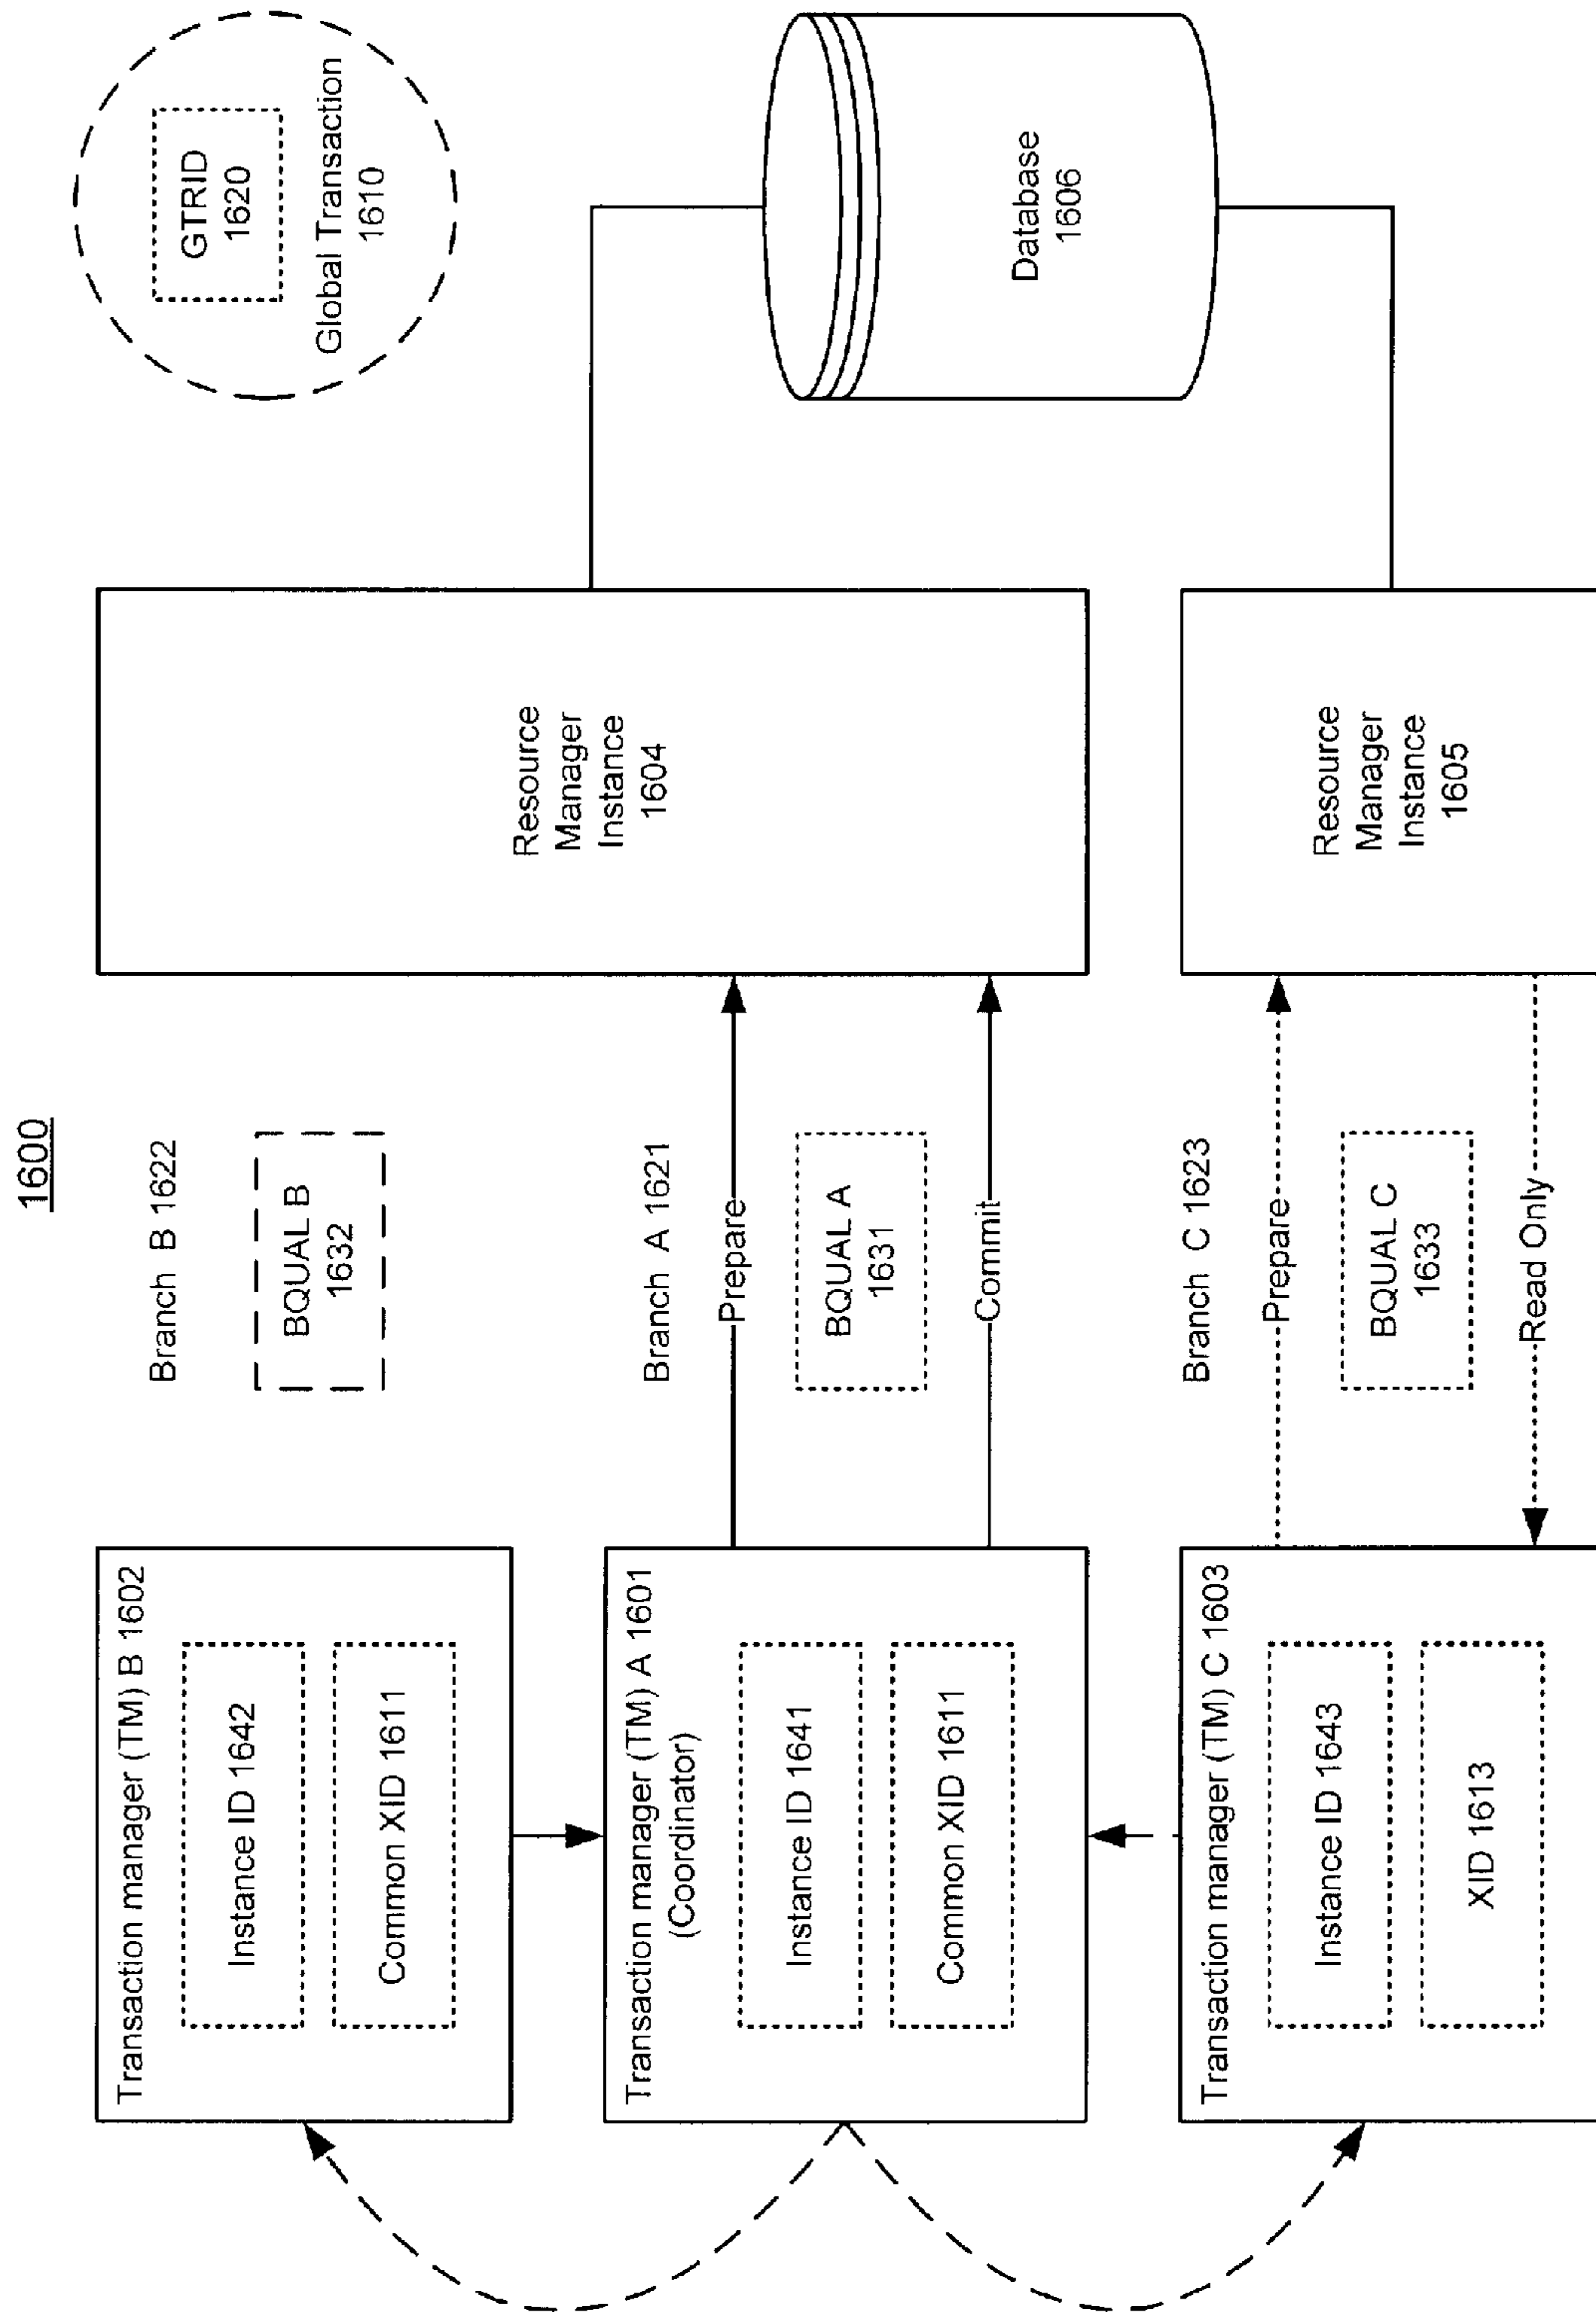 1600
GTRID
1620
Global Transaction
1610
Database
1606
Resource
Manager
Instance
1604
Resource
Manager
Instance
1605
Branch B 1622
BQUAL B
1632
Branch A 1621
Prepare
BQUAL A
1631
Commit
Branch C 1623
Prepare
BQUAL C
1633
Read Only
Transaction manager (TM) B 1602
Instance ID 1642
Common XID 1611
Transaction manager (TM) A 1601
(Coordinator)
Instance ID 1641
Common XID 1611
Transaction manager (TM) C 1603
Instance ID 1643
XID 1613